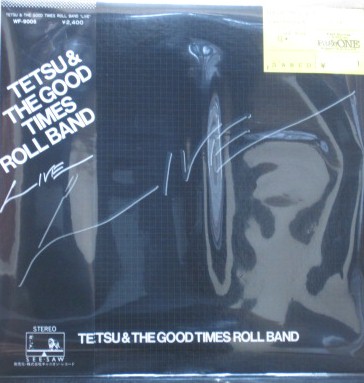 TETSU & THE GOOD TIMES ROLL BAND "LIVE"
WF-9005 ¥2,400
TETSU &
THE GOOD
TIMES
ROLL BAND
LIVE
LIVE
STEREO
SEE・SAW
TETSU & THE GOOD TIMES ROLL BAND